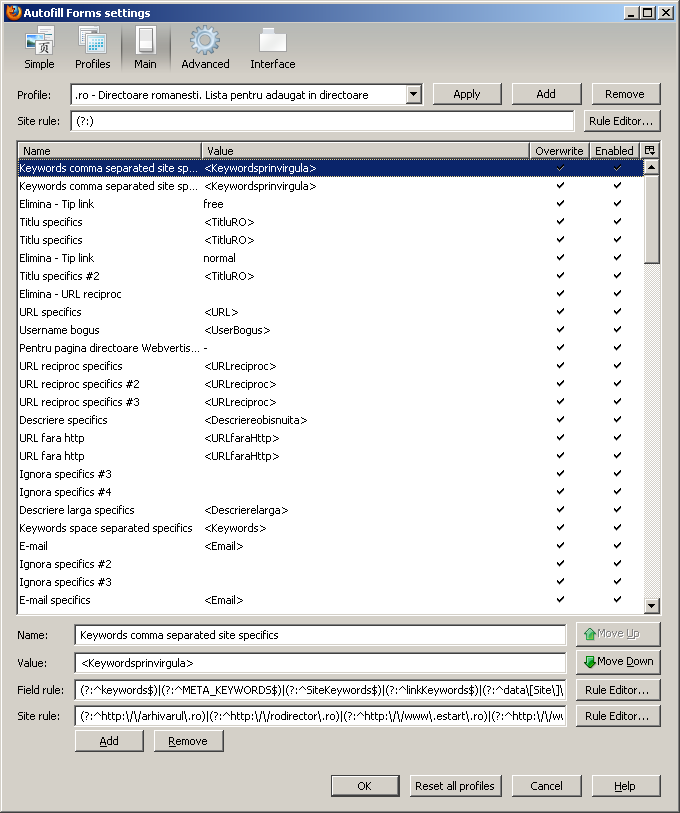 Autofill Forms settings
Simple Profiles Main Advanced Interface
Profile: .ro - Directoare romanesti. Lista pentru adaugat in directoare Apply Add Remove
Site rule: (?:) Rule Editor...
Name Value Overwrite Enabled
Keywords comma separated site sp... <Keywordsprinvirgula>
Keywords comma separated site sp... <Keywordsprinvirgula>
Elimina - Tip link free
Titlu specifics <TitluRO>
Titlu specifics <TitluRO>
Elimina - Tip link normal
Titlu specifics #2 <TitluRO>
Elimina - URL reciproc
URL specifics <URL>
Username bogus <UserBogus>
Pentru pagina directoare Webvertis... -
URL reciproc specifics <URLreciproc>
URL reciproc specifics #2 <URLreciproc>
URL reciproc specifics #3 <URLreciproc>
Descriere specifics <Descriereobisnuita>
URL fara http <URLfaraHttp>
URL fara http <URLfaraHttp>
Ignora specifics #3
Ignora specifics #4
Descriere larga specifics <Descrierelarga>
Keywords space separated specifics <Keywords>
E-mail <Email>
Ignora specifics #2
Ignora specifics #3
E-mail specifics <Email>
Name: Keywords comma separated site specifics Move Up
Value: <Keywordsprinvirgula> Move Down
Field rule: (?:^keywords$)|(?:^META_KEYWORDS$)|(?:^SiteKeywords$)|(?:^linkKeywords$)|(?:^data\[Site\]\ Rule Editor...
Site rule: (?:^http:\/\/arhivarul\.ro)|(?:^http:\/\/rodirector\.ro)|(?:^http:\/\/www\.estart\.ro)|(?:^http:\/\/w Rule Editor...
Add Remove
OK Reset all profiles Cancel Help